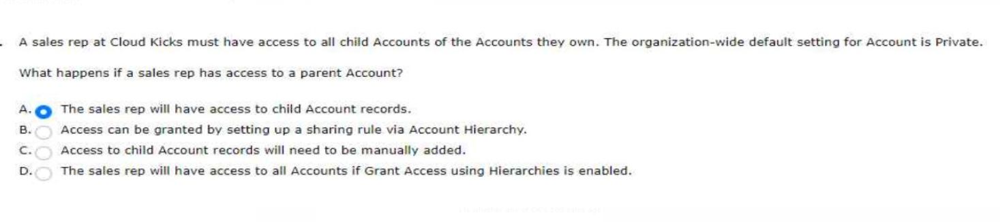 A sales rep at Cloud Kicks must have access to all child Accounts of the Accounts they own. The organization-wide default setting for Account is Private.
What happens if a sales rep has access to a parent Account?
A. The sales rep will have access to child Account records.
B. Access can be granted by setting up a sharing rule via Account Hierarchy.
C. Access to child Account records will need to be manually added.
D. The sales rep will have access to all Accounts if Grant Access using Hierarchies is enabled.